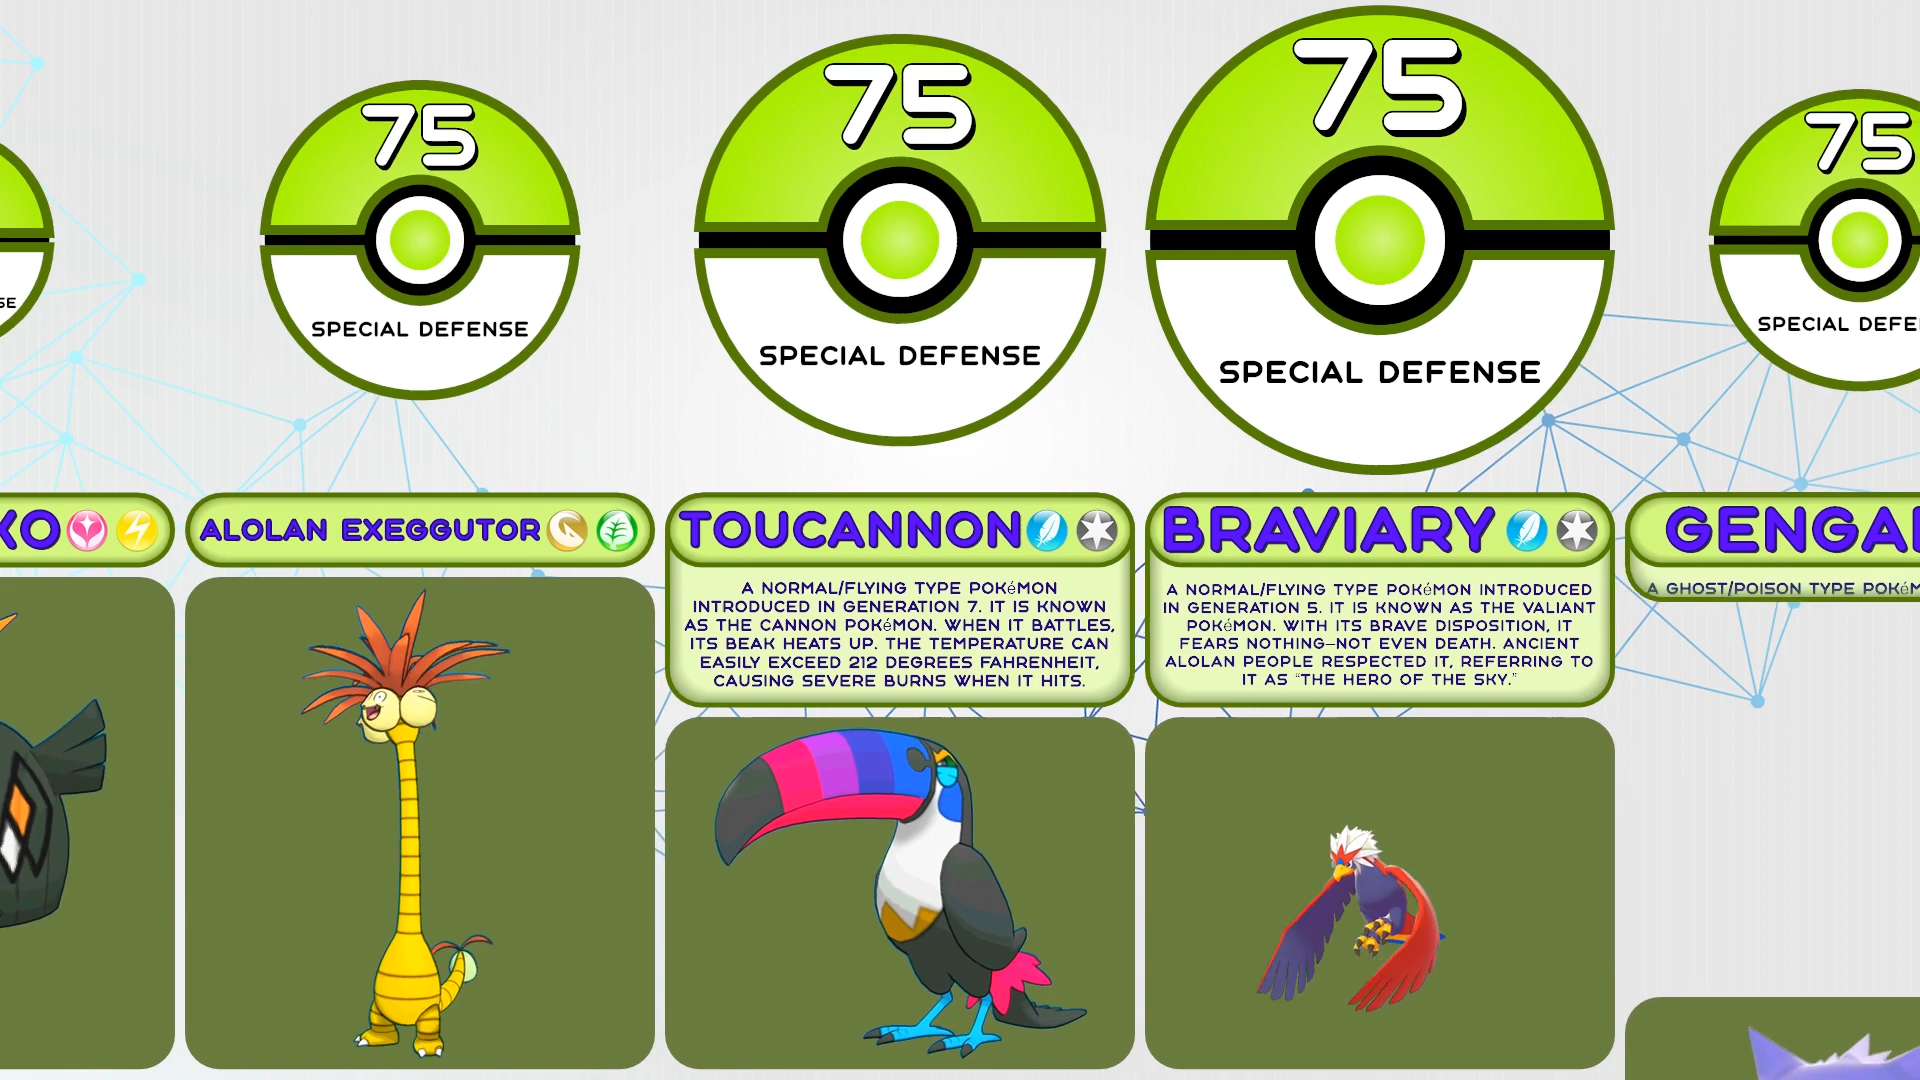 SE
XO
75
SPECIAL DEFENSE
ALOLAN EXEGGUTOR
75
SPECIAL DEFENSE
TOUCANNON
A NORMAL/FLYING TYPE POKéMON
INTRODUCED IN GENERATION 7. IT IS KNOWN
AS THE CANNON POKéMON. WHEN IT BATTLES,
ITS BEAK HEATS UP. THE TEMPERATURE CAN
EASILY EXCEED 212 DEGREES FAHRENHEIT,
CAUSING SEVERE BURNS WHEN IT HITS.
75
SPECIAL DEFENSE
BRAVIARY
A NORMAL/FLYING TYPE POKéMON INTRODUCED
IN GENERATION 5. IT IS KNOWN AS THE VALIANT
POKéMON. WITH ITS BRAVE DISPOSITION, IT
FEARS NOTHING—NOT EVEN DEATH. ANCIENT
ALOLAN PEOPLE RESPECTED IT, REFERRING TO
IT AS "THE HERO OF THE SKY."
75
SPECIAL DEFE
GENGA
A GHOST/POISON TYPE POKéM